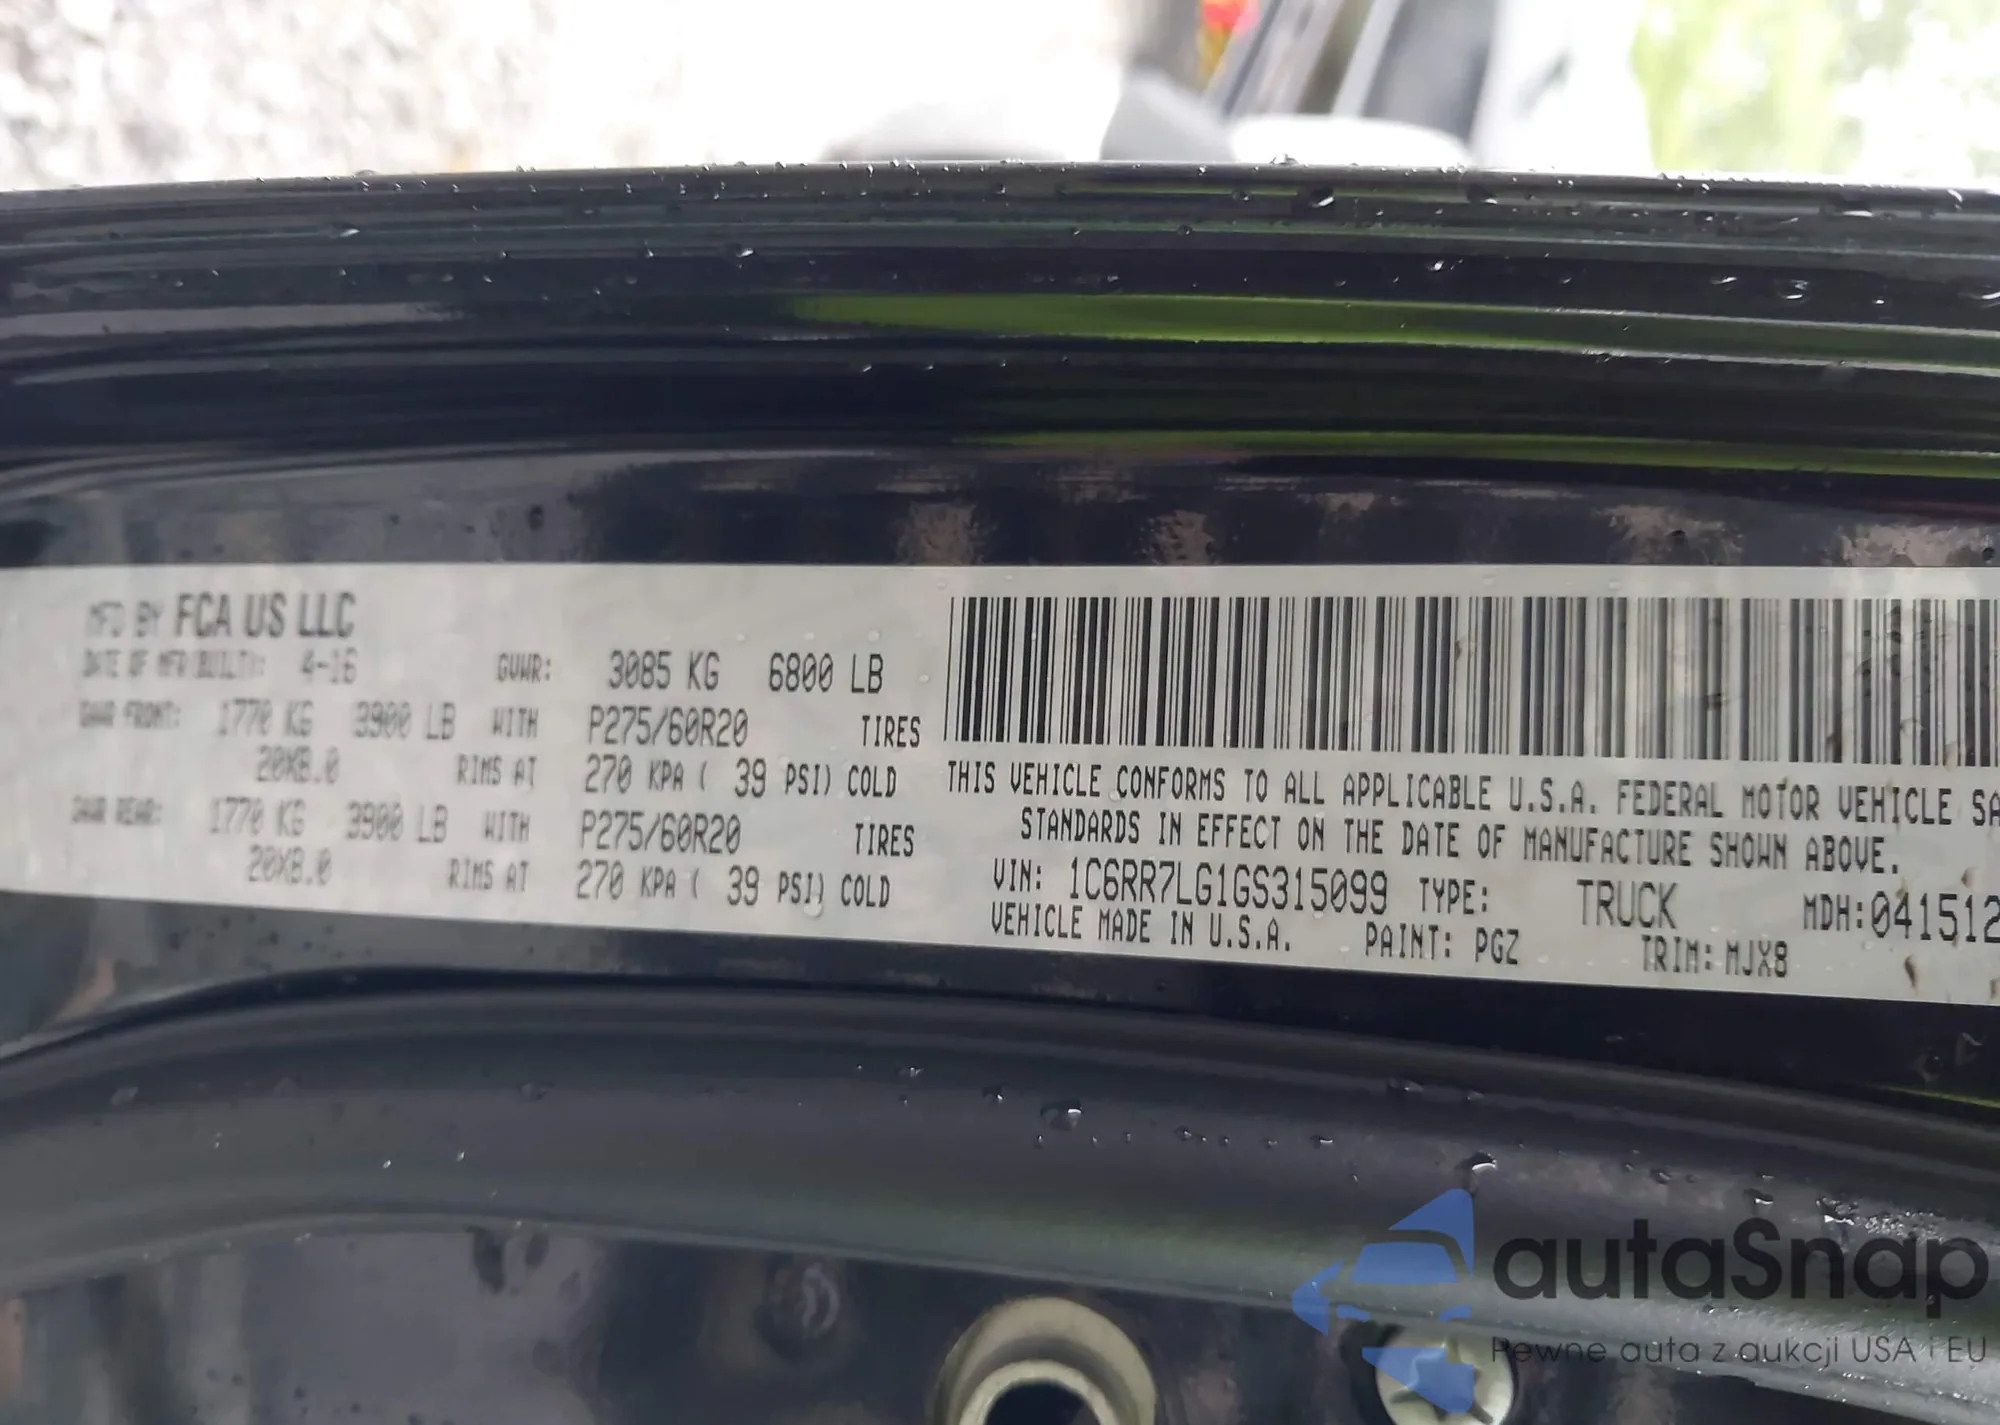 MFD BY FCA US LLC
DATE OF MFR(BUILT): 4-16 GVWR: 3085 KG 6800 LB
GAWR FRONT: 1770 KG 3900 LB WITH P275/60R20 TIRES
20X8.0 RIMS AT 270 KPA ( 39 PSI) COLD
GAWR REAR: 1770 KG 3900 LB WITH P275/60R20 TIRES
20X8.0 RIMS AT 270 KPA ( 39 PSI) COLD
THIS VEHICLE CONFORMS TO ALL APPLICABLE U.S.A. FEDERAL MOTOR VEHICLE SA
STANDARDS IN EFFECT ON THE DATE OF MANUFACTURE SHOWN ABOVE.
VIN: 1C6RR7LG1GS315099 TYPE: TRUCK MDH:041512
VEHICLE MADE IN U.S.A. PAINT: PGZ TRIM: MJX8
autaSnap
Pewne auta z aukcji USA i EU